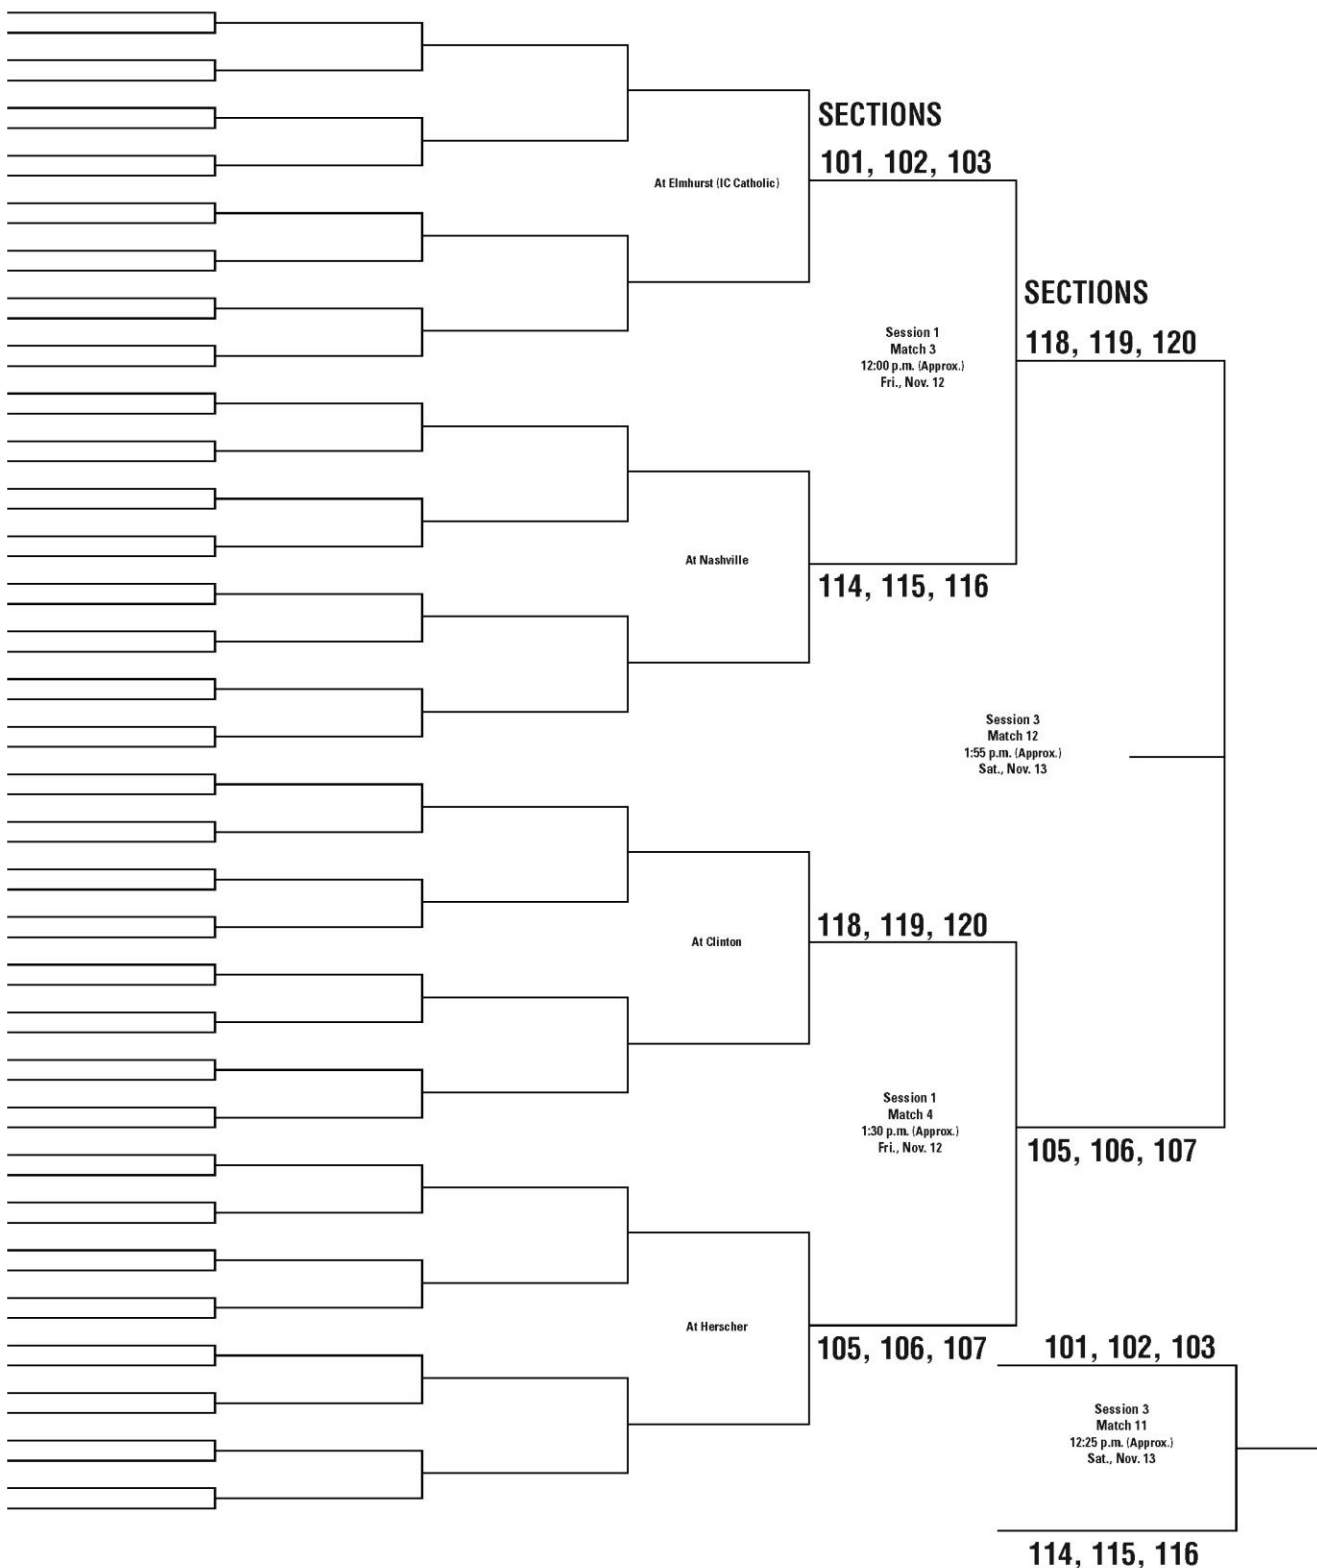 SECTIONS
101, 102, 103
At Elmhurst (IC Catholic)
SECTIONS
118, 119, 120
Session 1
Match 3
12:00 p.m. (Approx.)
Fri., Nov. 12
At Nashville
114, 115, 116
Session 3
Match 12
1:55 p.m. (Approx.)
Sat., Nov. 13
118, 119, 120
At Clinton
Session 1
Match 4
1:30 p.m. (Approx.)
Fri., Nov. 12
105, 106, 107
At Herscher
105, 106, 107
101, 102, 103
Session 3
Match 11
12:25 p.m. (Approx.)
Sat., Nov. 13
114, 115, 116